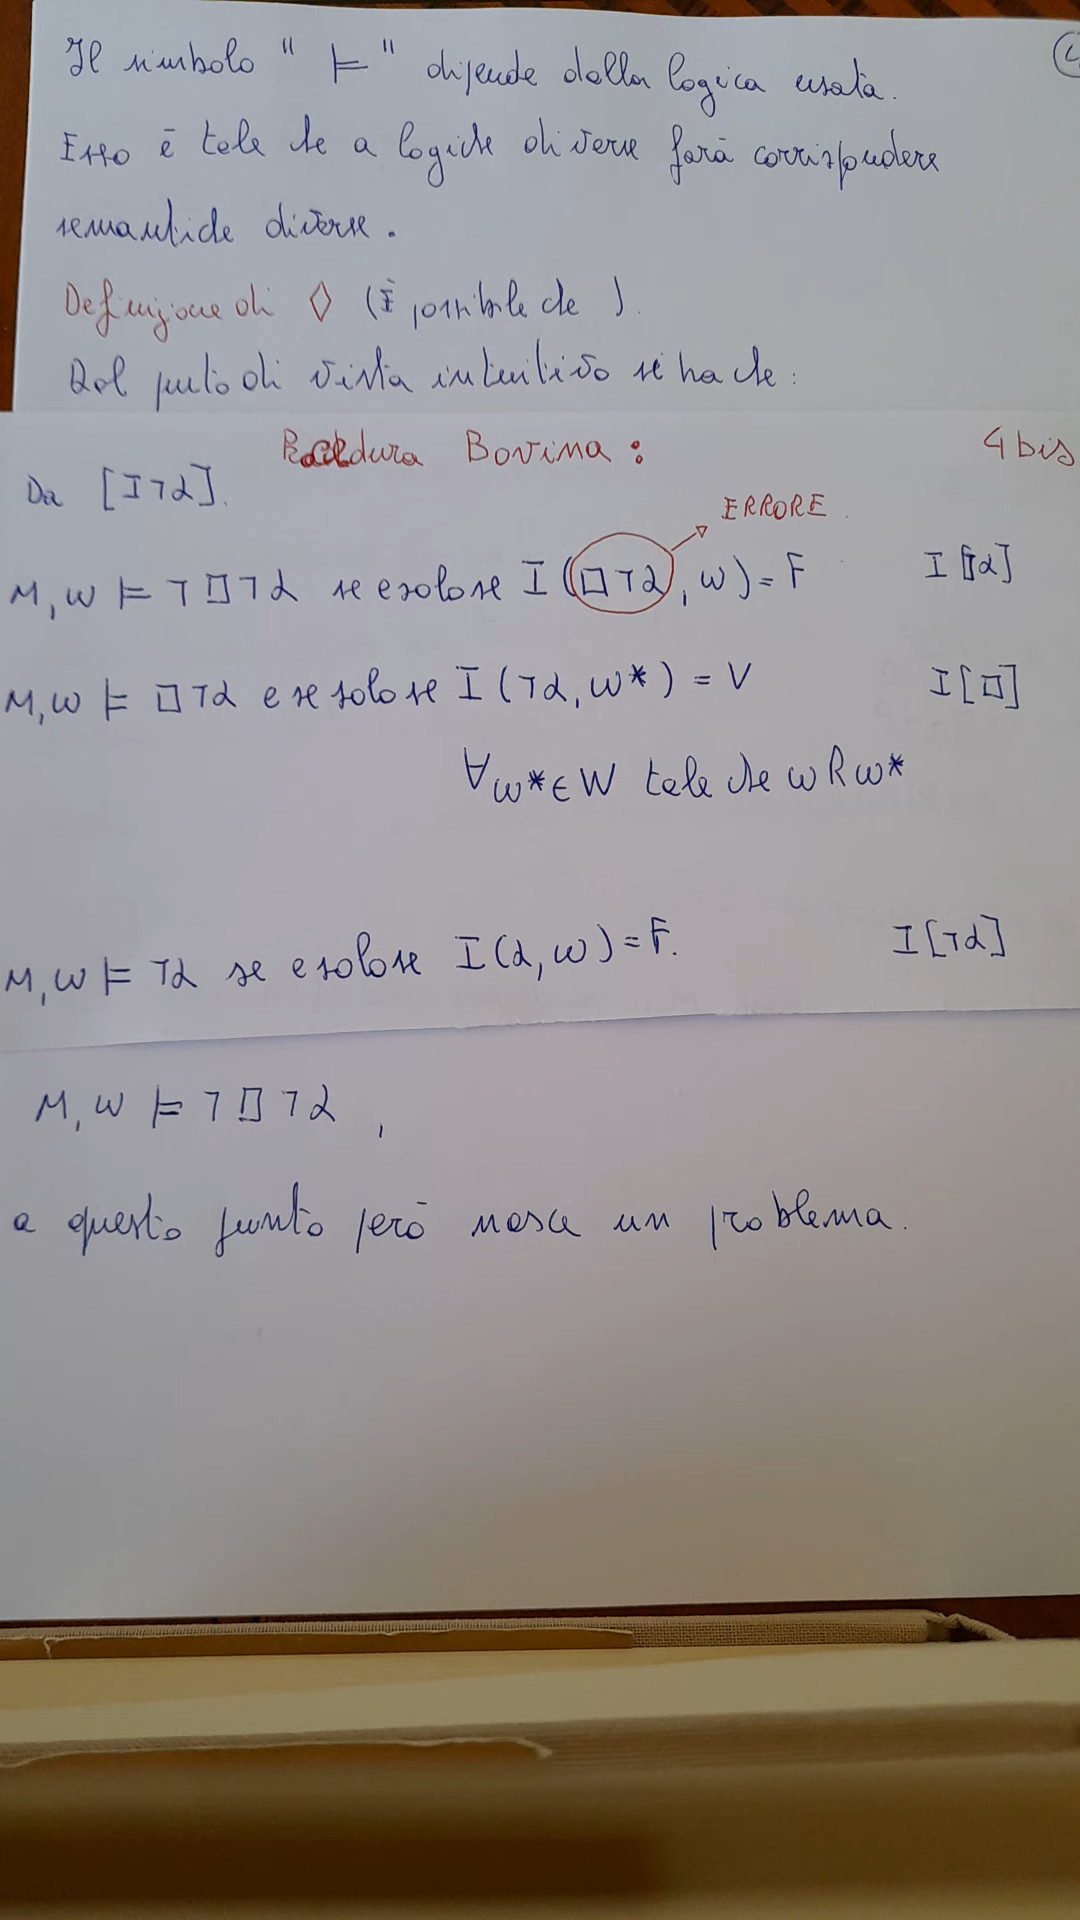 Il simbolo " ⊨ " dipende dalla logica usata.
Esso è tale che a logiche diverse farà corrispondere
semantiche diverse.
Definizione di ◊ (È possibile che ).
Dal punto di vista intuitivo si ha che:
Procedura Bovina: 4 bis
Da [I¬α].
ERRORE.
M, w ⊨ ¬□¬α se e solo se I (□¬α, w) = F I [¬α]
M, w ⊨ □¬α e se solo se I (¬α, w*) = V I [□]
∀w* ∈ W tale che w R w*
M, w ⊨ ¬α se e solo se I (α, w) = F. I [¬α]
M, w ⊨ ¬□¬α ,
a questo punto però nasce un problema.